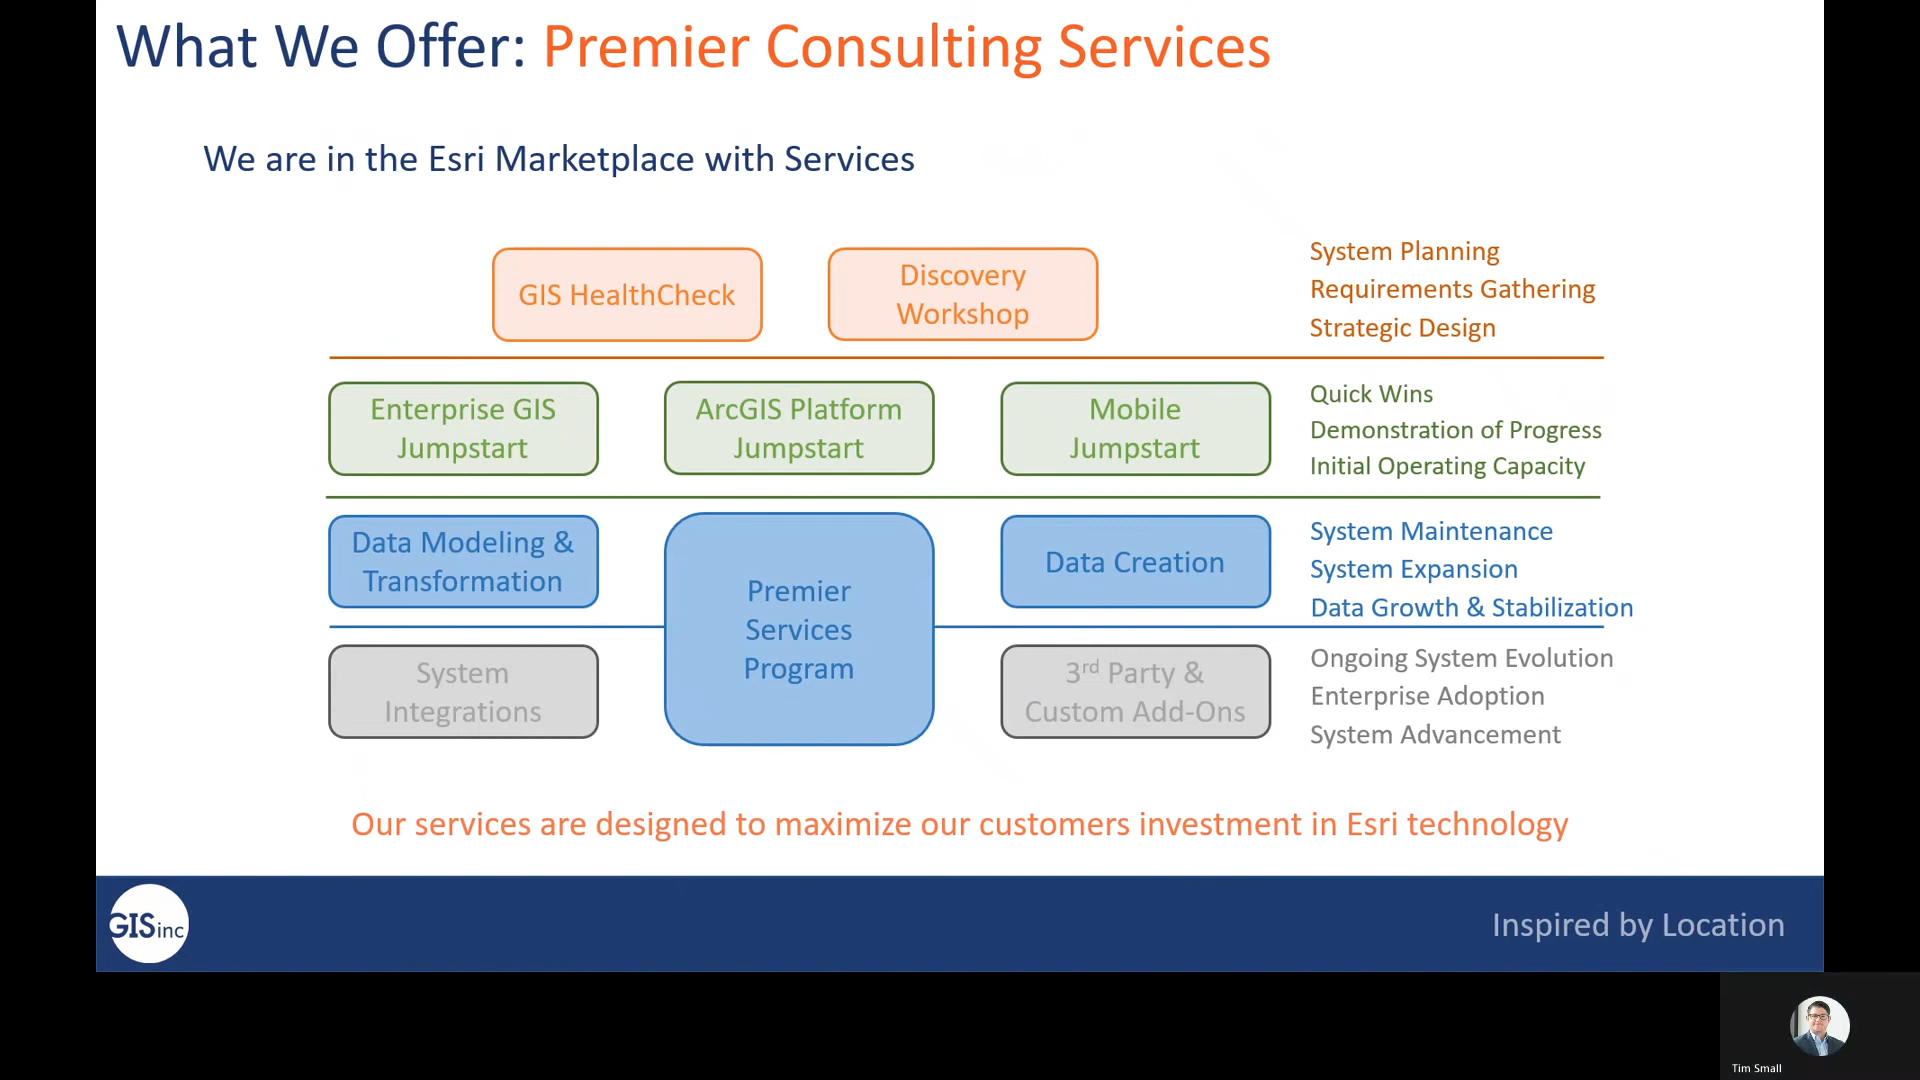 What We Offer: Premier Consulting Services
We are in the Esri Marketplace with Services
GIS HealthCheck
Discovery
Workshop
System Planning
Requirements Gathering
Strategic Design
Enterprise GIS
Jumpstart
ArcGIS Platform
Jumpstart
Mobile
Jumpstart
Quick Wins
Demonstration of Progress
Initial Operating Capacity
Data Modeling &
Transformation
Premier
Services
Program
Data Creation
System Maintenance
System Expansion
Data Growth & Stabilization
System
Integrations
3rd Party &
Custom Add-Ons
Ongoing System Evolution
Enterprise Adoption
System Advancement
Our services are designed to maximize our customers investment in Esri technology
GISinc
Inspired by Location
Tim Small